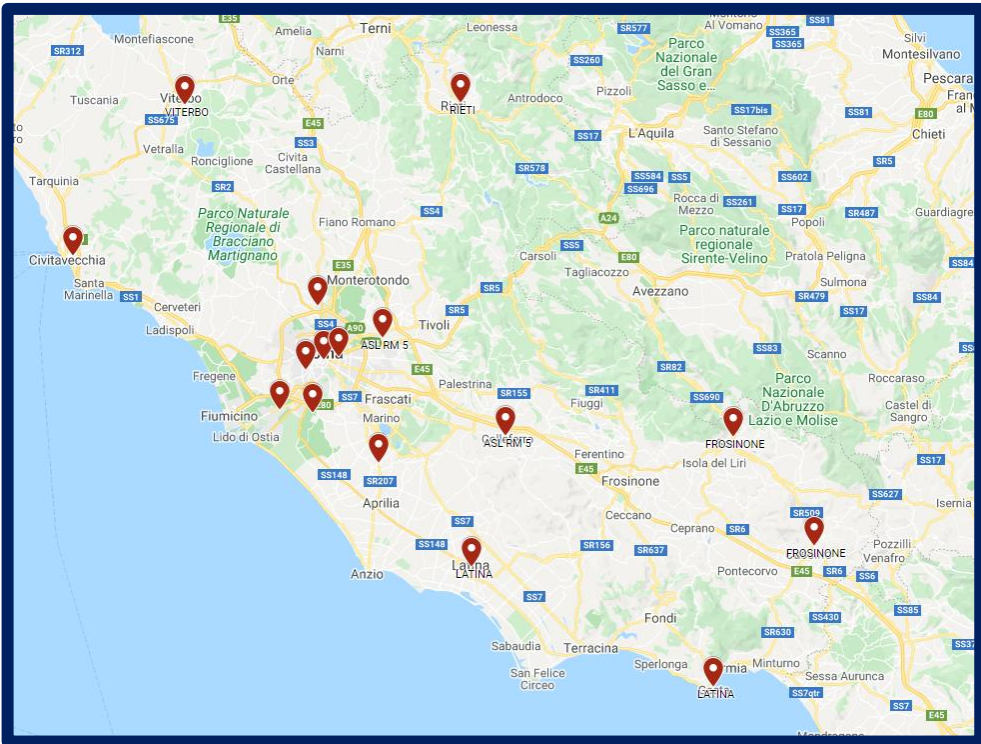 E35
Amelia
Terni
Leonessa
SR577
Al Vomano
SS81
SS365
SS365
Silvi
Montefiascone
SR312
Narni
Parco
Nazionale
del Gran
Sasso e...
Montesilvano
SS260
Orte
Pescara
Tuscania
Viterbo
VITERBO
RIETI
Antrodoco
Pizzoli
SS17bis
SS81
E80
SS675
E45
SS17
L'Aquila
Santo Stefano
di Sessanio
Chieti
Vetralla
SS3
Ronciglione
Civita
Castellana
SR578
SR5
Tarquinia
SR2
SS584
SS5
SS602
SS696
Rocca di
Mezzo
SS261
SS17
SR487
Guardiagre
Parco Naturale
Regionale di
Bracciano
Martignano
SS4
Fiano Romano
A24
Popoli
Parco naturale
regionale
Sirente-Velino
SS5
Carsoli
E80
Pratola Peligna
Civitavecchia
E35
Tagliacozzo
SS84
Santa
Marinella
SS1
Monterotondo
SR5
Avezzano
Sulmona
SR479
SS84
Cerveteri
SR5
SS17
Ladispoli
SS4
A90
Tivoli
ASL RM 5
SS83
Scanno
E45
SR82
Fregene
Palestrina
SR155
SR411
Parco
Nazionale
D'Abruzzo
Lazio e Molise
Roccaraso
SS7
Frascati
Fiuggi
SS690
E80
Castel di
Sangro
Fiumicino
Marino
Lido di Ostia
ASL RM 5
FROSINONE
Ferentino
Isola del Liri
SS17
E45
SS148
SR207
Frosinone
SS627
Aprilia
Isernia
SS7
Ceccano
SR509
Ceprano
SR6
SS148
SR156
SR637
FROSINONE
Pozzilli
Venafro
Latina
LATINA
Anzio
Pontecorvo
E45
SR6
SS6
SS7
SS85
Fondi
SS430
SR630
Sabaudia
Terracina
San Felice
Circeo
Sperlonga
Minturno
Sessa Aurunca
LATINA
SS7qtr
SS7
E45